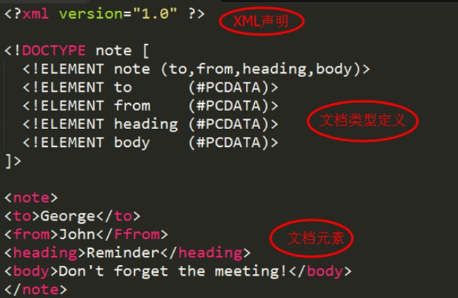 <?xml version="1.0" ?>
XML声明
<!DOCTYPE note [
<!ELEMENT note (to,from,heading,body)>
<!ELEMENT to (#PCDATA)>
<!ELEMENT from (#PCDATA)>
<!ELEMENT heading (#PCDATA)>
文档类型定义
<!ELEMENT body (#PCDATA)>
]>
<note>
<to>George</to>
<from>John</Ffrom>
文档元素
<heading>Reminder</heading>
<body>Don't forget the meeting!</body>
</note>